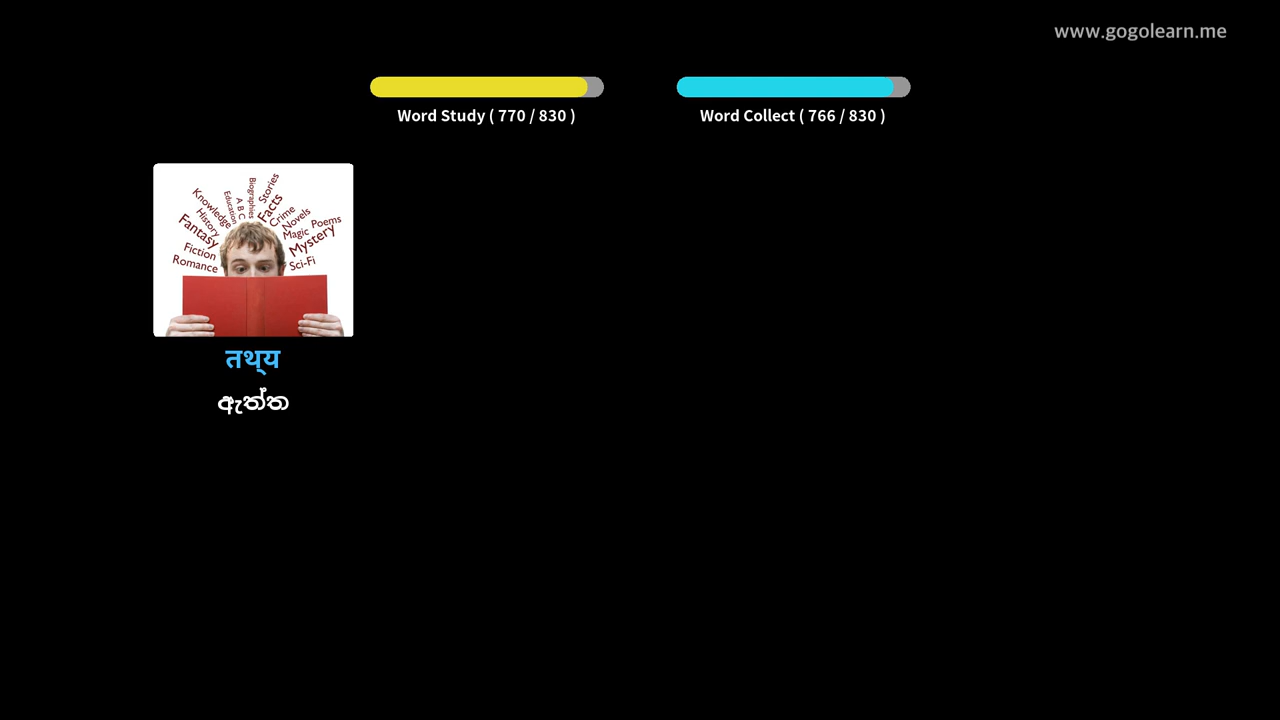 www.gogolearn.me
Word Study ( 770 / 830 )
Word Collect ( 766 / 830 )
Romance
Fiction
Fantasy
History
Knowledge
Education
A B C
Biographies
Stories
Facts
Crime
Novels
Magic
Poems
Mystery
Sci-Fi
तथ्य
ඇත්ත